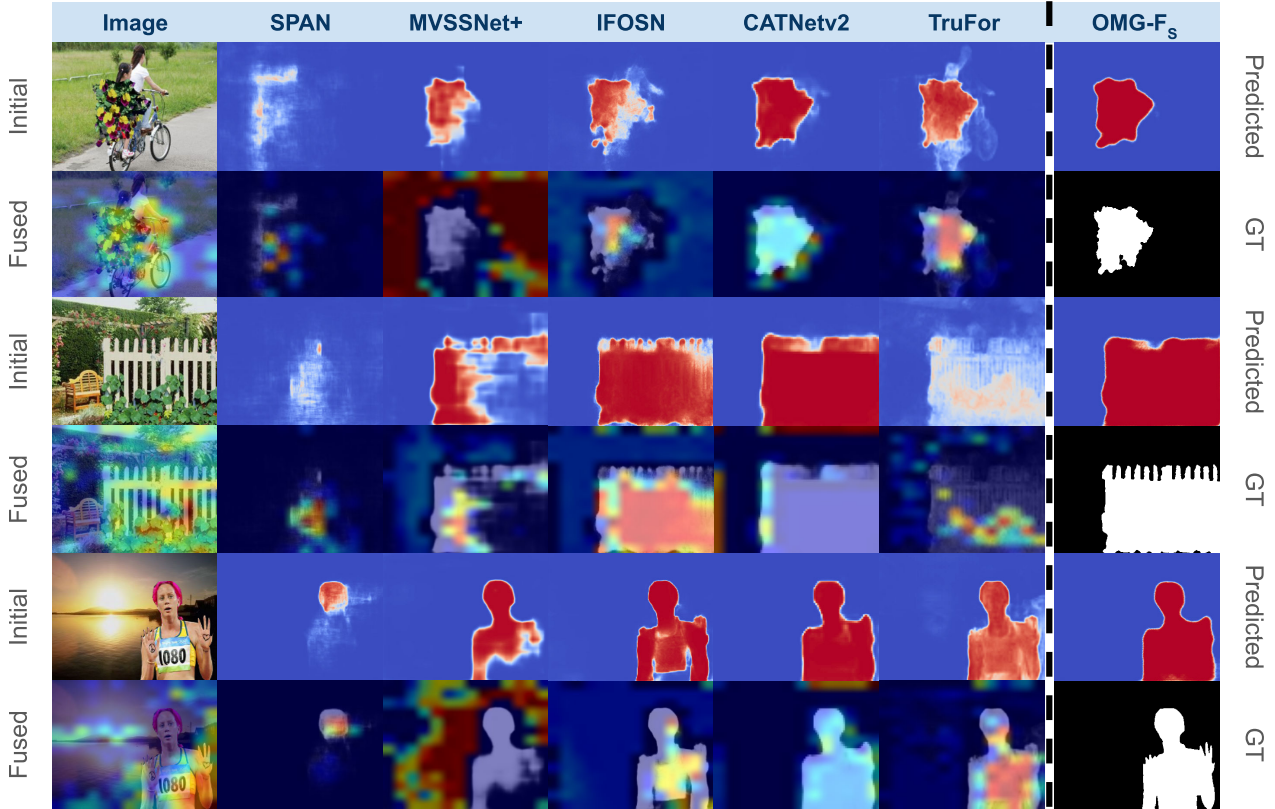 Image SPAN MVSSNet+ IFOSN CATNetv2 TruFor OMG-F_S
Initial Predicted
Fused GT
Initial Predicted
Fused GT
Initial 1080 Predicted
Fused 1080 GT